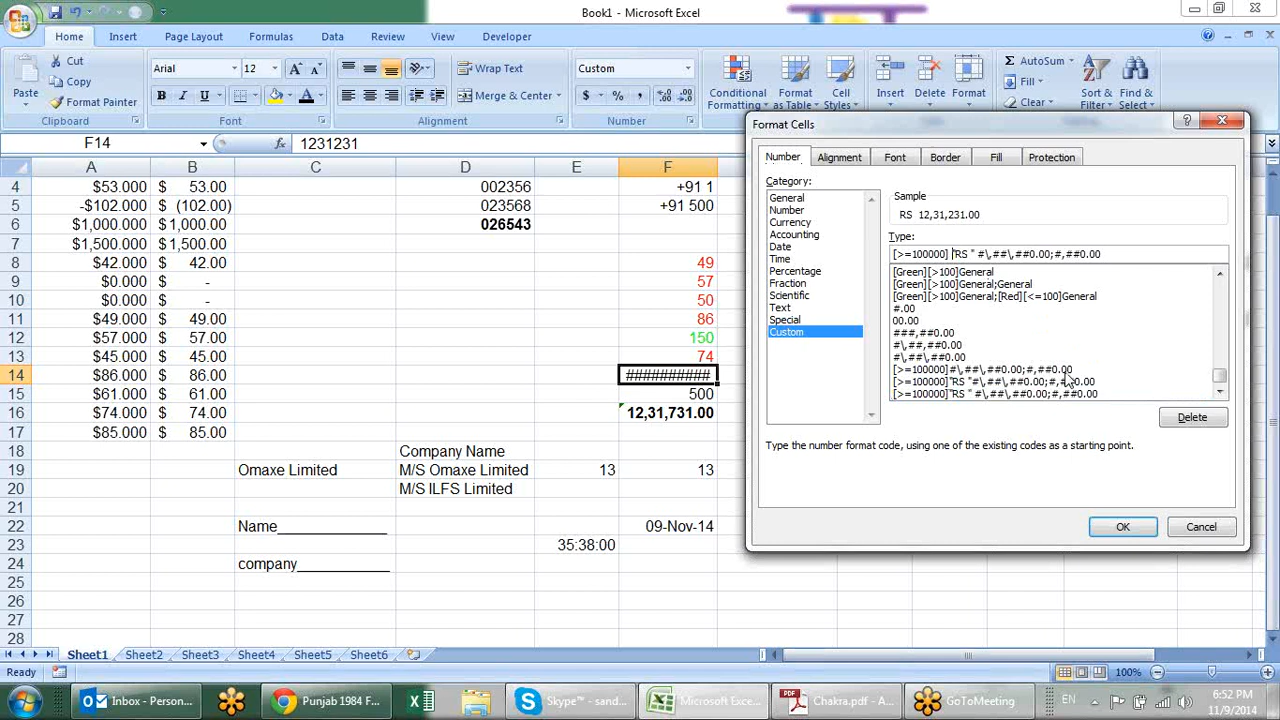 Book1 - Microsoft Excel
Home Insert Page Layout Formulas Data Review View Developer
Paste
Cut
Copy
Format Painter
Clipboard
Arial 12
B I U
Font
Wrap Text
Merge & Center
Alignment
Custom
$ % ,
Number
Conditional Formatting
Format as Table
Cell Styles
Styles
Insert Delete Format
Cells
AutoSum
Fill
Clear
Sort & Filter
Find & Select
Editing
F14 fx 1231231
A B C D E F
4 $53.000 $ 53.00 002356 +91 1
5 -$102.000 $ (102.00) 023568 +91 500
6 $1,000.000 $ 1,000.00 026543
7 $1,500.000 $ 1,500.00
8 $42.000 $ 42.00 49
9 $0.000 $ - 57
10 $0.000 $ - 50
11 $49.000 $ 49.00 86
12 $57.000 $ 57.00 150
13 $45.000 $ 45.00 74
14 $86.000 $ 86.00 ###########
15 $61.000 $ 61.00 500
16 $74.000 $ 74.00 12,31,731.00
17 $85.000 $ 85.00
18 Company Name
19 Omaxe Limited M/S Omaxe Limited 13 13
20 M/S ILFS Limited
21
22 Name____________ 09-Nov-14
23 35:38:00
24 company__________
25
26
27
28
Format Cells
Number Alignment Font Border Fill Protection
Category:
General
Number
Currency
Accounting
Date
Time
Percentage
Fraction
Scientific
Text
Special
Custom
Sample
RS 12,31,231.00
Type:
[>=100000] "RS " #\,##\,##0.00;#,##0.00
[Green][>100]General
[Green][>100]General;General
[Green][>100]General;[Red][<=100]General
#.00
00.00
###,##0.00
#\,##,##0.00
#\,##\,##0.00
[>=100000]#\,##\,##0.00;#,##0.00
[>=100000]"RS "#\,##\,##0.00;#,##0.00
[>=100000]"RS " #\,##\,##0.00;#,##0.00
Delete
Type the number format code, using one of the existing codes as a starting point.
OK Cancel
Sheet1 Sheet2 Sheet3 Sheet4 Sheet5 Sheet6
Ready 100%
Inbox - Person... Punjab 1984 F... Skype™ - sand... Microsoft Exce... Chakra.pdf - A... GoToMeeting EN 6:52 PM
11/9/2014